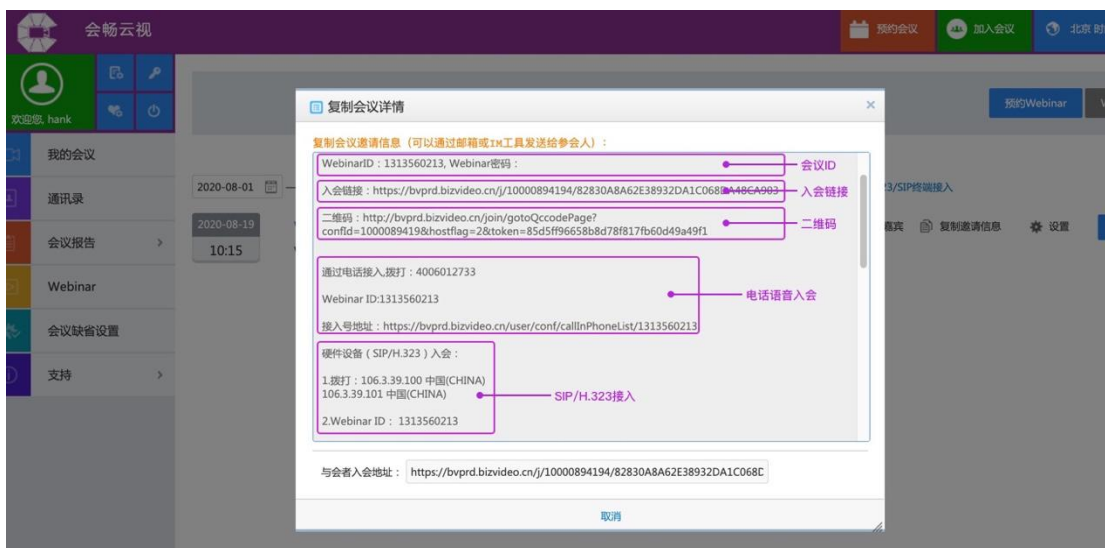 会畅云视
预约会议
加入会议
北京 时
欢迎您, hank
预约Webinar
复制会议详情
×
我的会议
通讯录
会议报告
Webinar
会议缺省设置
支持
2020-08-01
23/SIP终端接入
2020-08-19
10:15
嘉宾 复制邀请信息 设置
复制会议邀请信息(可以通过邮箱或IM工具发送给参会人):
WebinarID:1313560213, Webinar密码:
会议ID
入会链接:https://bvprd.bizvideo.cn/j/10000894194/82830A8A62E38932DA1C068DA48CA903
入会链接
二维码:http://bvprd.bizvideo.cn/join/gotoQccodePage?
confId=1000089419&hostflag=2&token=85d5ff96658b8d78f817fb60d49a49f1
二维码
通过电话接入,拨打:4006012733
Webinar ID:1313560213
电话语音入会
接入号地址:https://bvprd.bizvideo.cn/user/conf/callInPhoneList/1313560213
硬件设备(SIP/H.323)入会:
1.拨打:106.3.39.100 中国(CHINA)
106.3.39.101 中国(CHINA)
SIP/H.323接入
2.Webinar ID: 1313560213
与会者入会地址: https://bvprd.bizvideo.cn/j/10000894194/82830A8A62E38932DA1C068D
取消